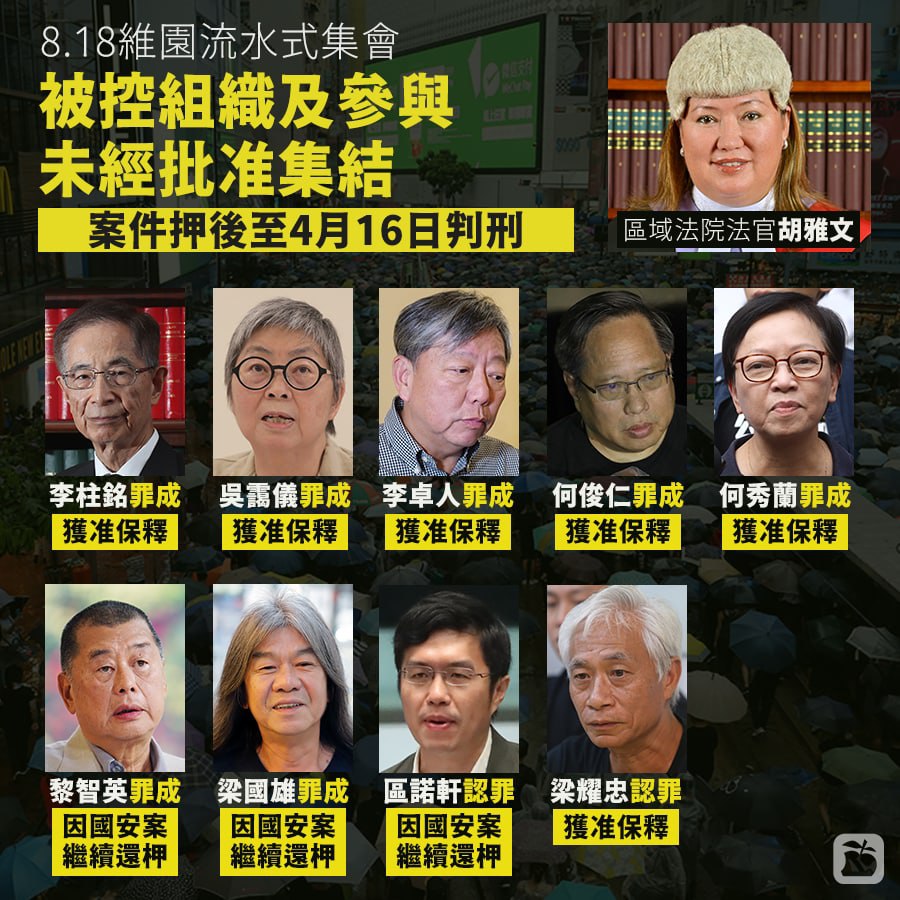 8.18維園流水式集會
被控組織及參與
未經批准集結
案件押後至4月16日判刑
區域法院法官胡雅文
李柱銘罪成
獲准保釋
吳靄儀罪成
獲准保釋
李卓人罪成
獲准保釋
何俊仁罪成
獲准保釋
何秀蘭罪成
獲准保釋
黎智英罪成
因國安案
繼續還柙
梁國雄罪成
因國安案
繼續還柙
區諾軒認罪
因國安案
繼續還柙
梁耀忠認罪
獲准保釋